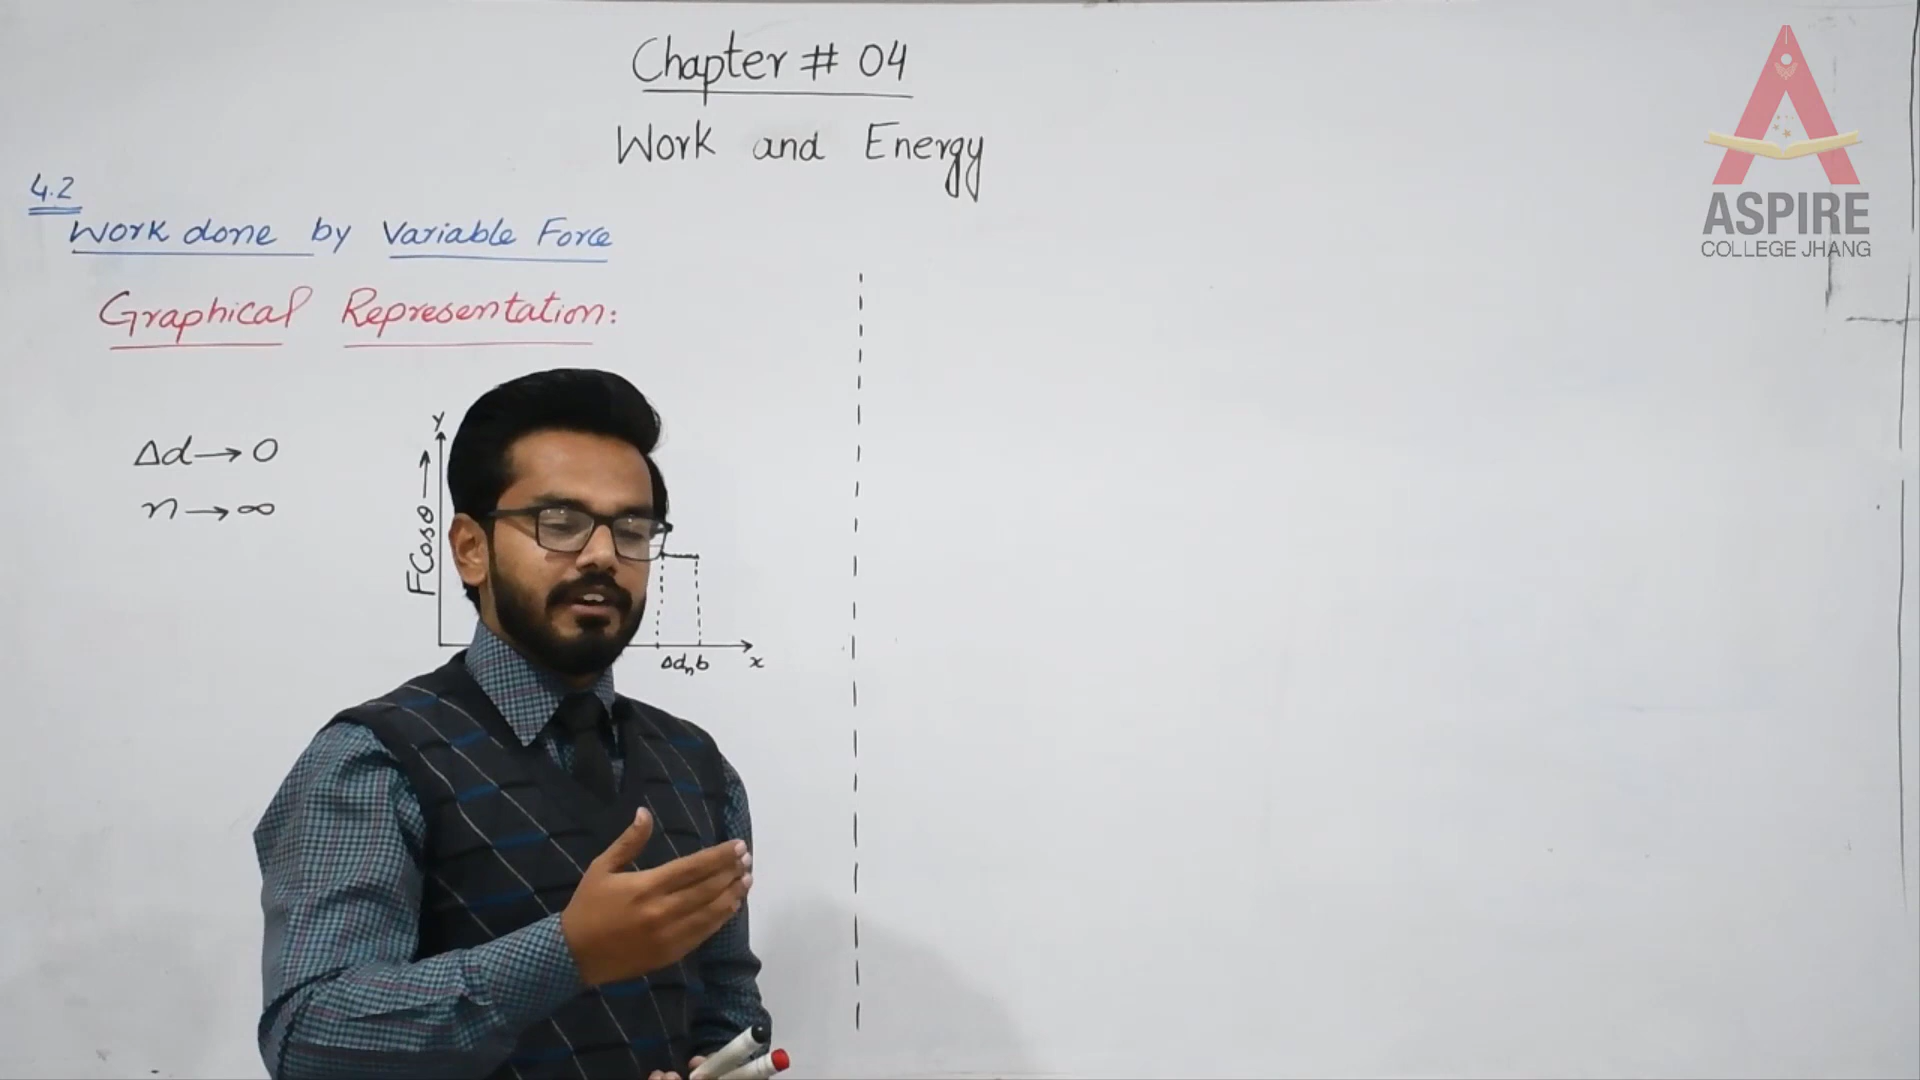 Chapter # 04
Work and Energy
4.2
Work done by Variable Force
Graphical Representation:
Δd→0
n→∞
Y
FCosθ→
Δdₙ b
x
ASPIRE
COLLEGE JHANG